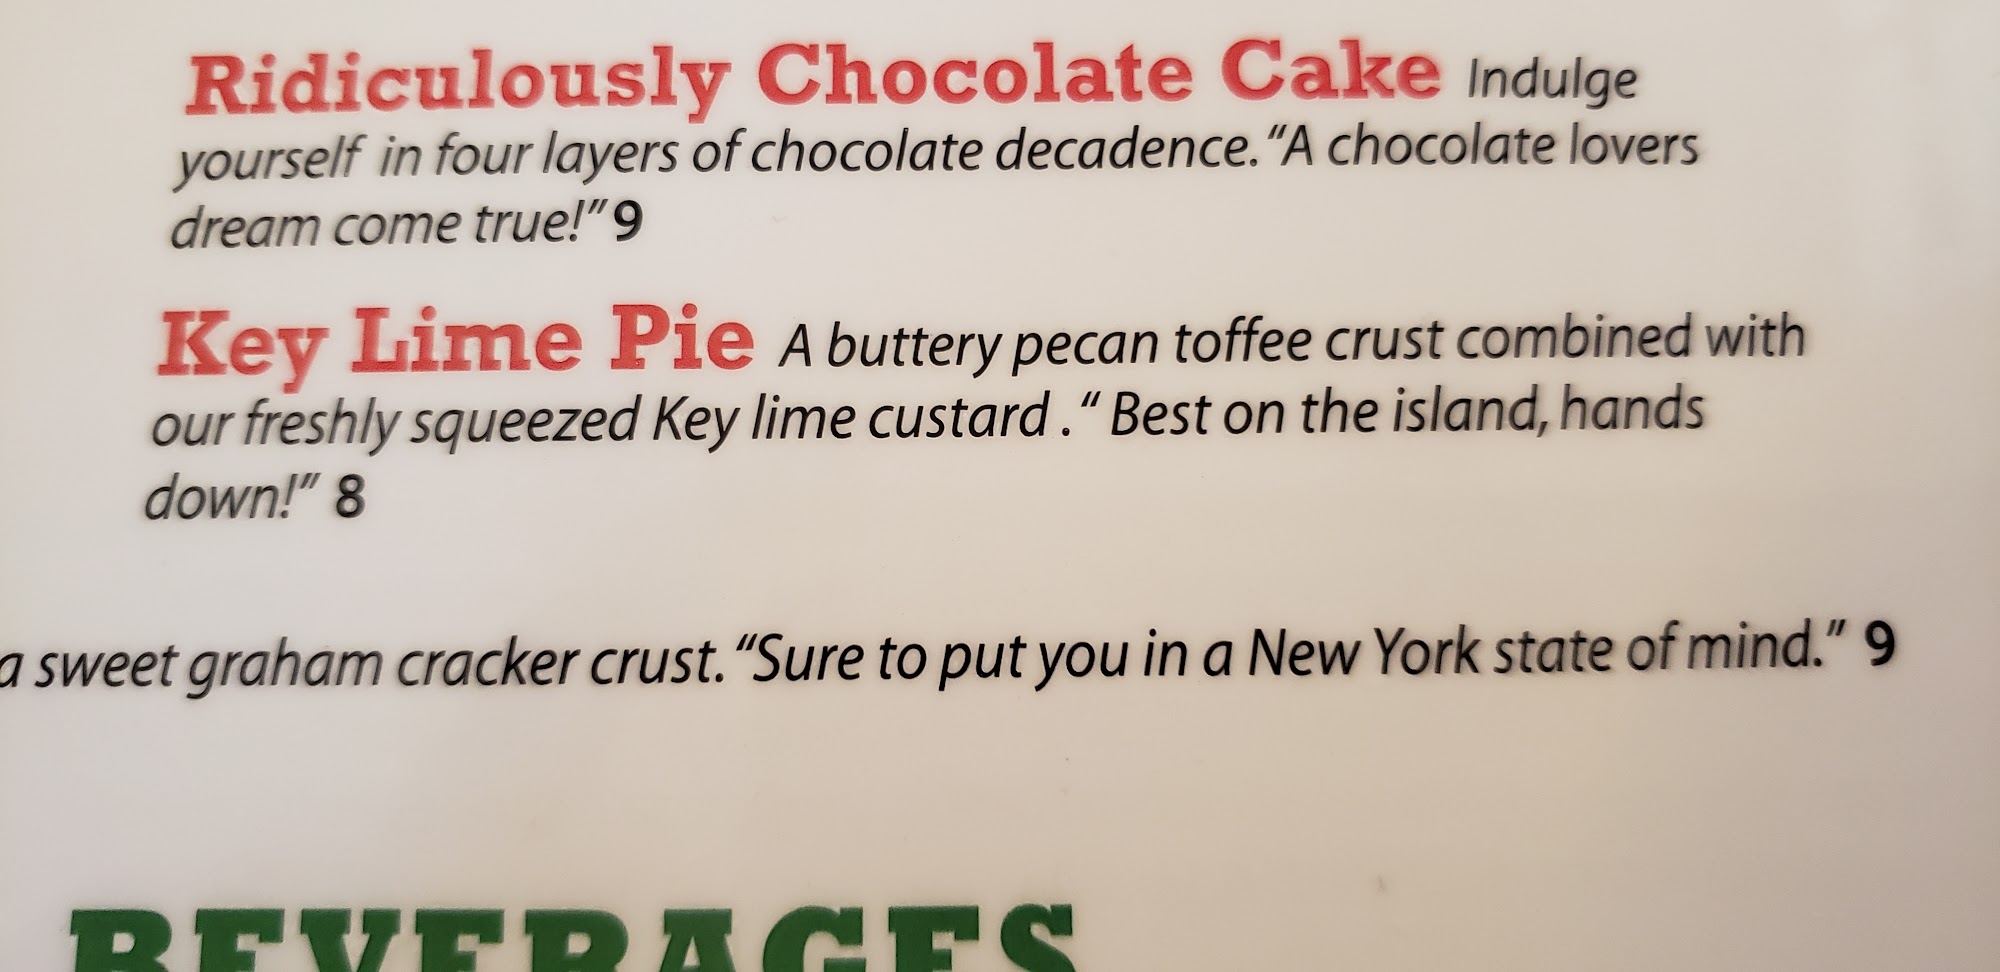 Ridiculously Chocolate Cake Indulge
yourself in four layers of chocolate decadence. “A chocolate lovers
dream come true!” 9
Key Lime Pie A buttery pecan toffee crust combined with
our freshly squeezed Key lime custard . “ Best on the island, hands
down!” 8
a sweet graham cracker crust. “Sure to put you in a New York state of mind.” 9
BEVERAGES